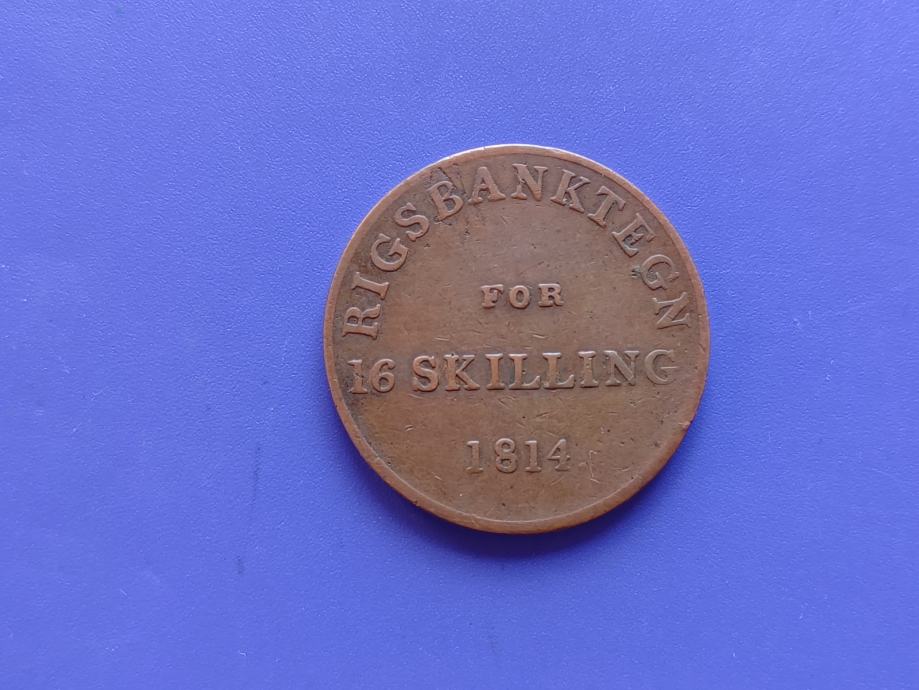 RIGSBANKTEGN
FOR
16 SKILLING
1814